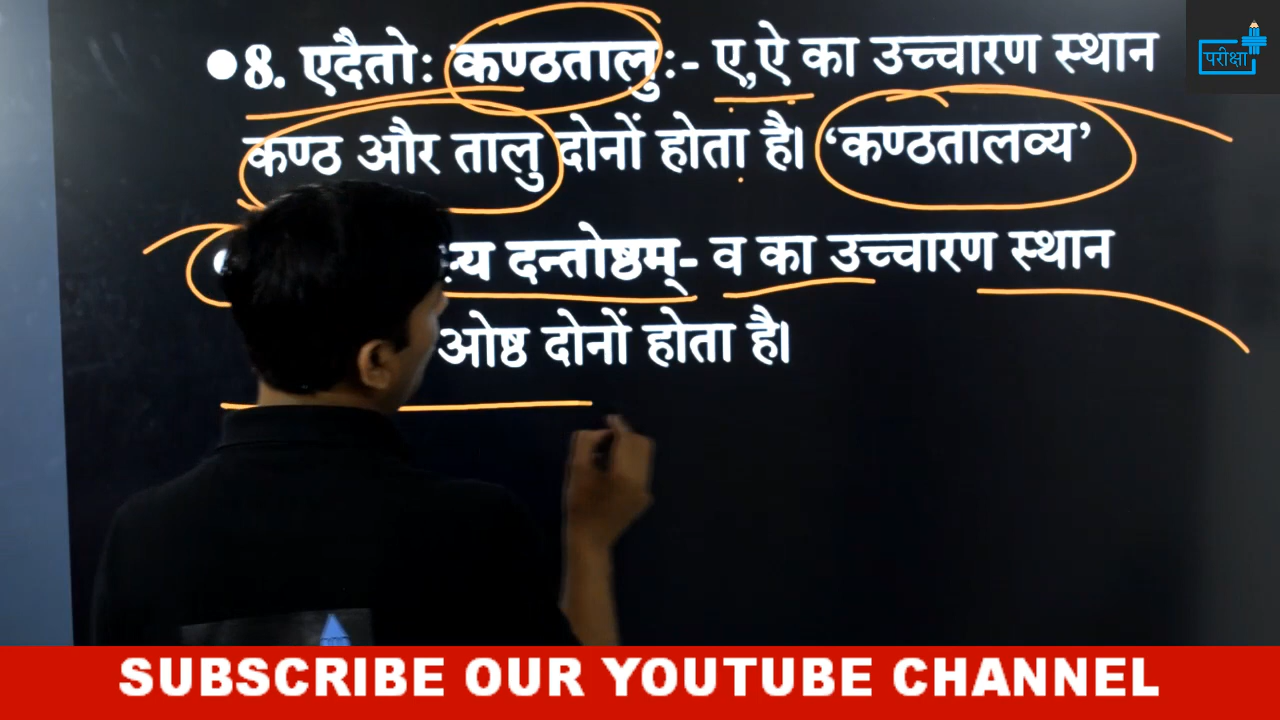 ●8. एदैतोः कण्ठतालुः- ए,ऐ का उच्चारण स्थान
कण्ठ और तालु दोनों होता है। ‘कण्ठतालव्य’
दन्तोष्ठम्- व का उच्चारण स्थान
ओष्ठ दोनों होता है।
परीक्षा
SUBSCRIBE OUR YOUTUBE CHANNEL